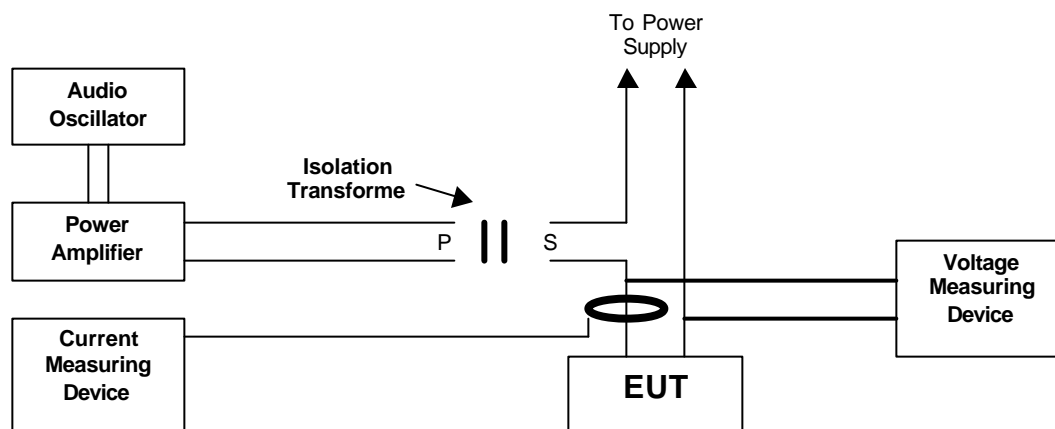 To Power
Supply
Audio
Oscillator
Isolation
Transforme
Power
Amplifier
P
S
Voltage
Measuring
Device
Current
Measuring
Device
EUT